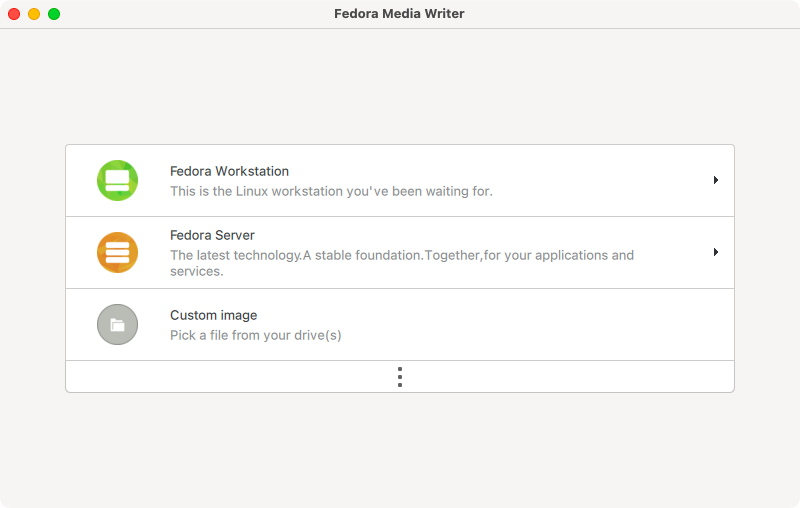 Fedora Media Writer
Fedora Workstation
This is the Linux workstation you've been waiting for.
Fedora Server
The latest technology.A stable foundation.Together,for your applications and
services.
Custom image
Pick a file from your drive(s)